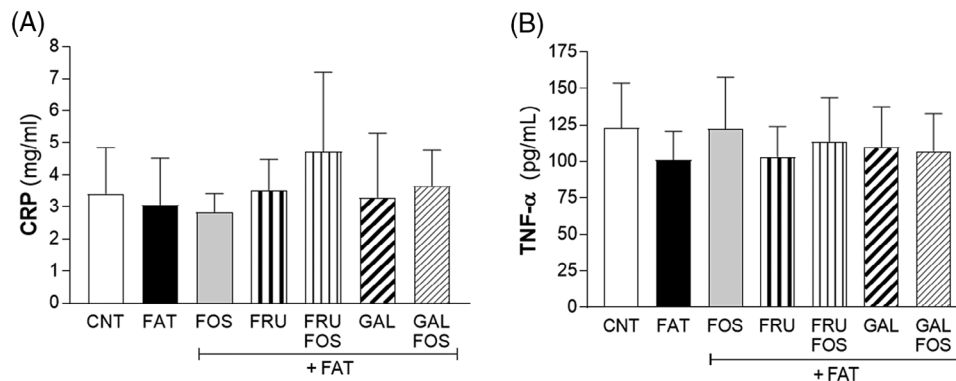 (A)
CRP (mg/ml)
8
7
6
5
4
3
2
1
0
CNT FAT FOS FRU FRU FOS GAL GAL FOS
+ FAT
(B)
TNF-α (pg/mL)
175
150
125
100
75
50
25
0
CNT FAT FOS FRU FRU FOS GAL GAL FOS
+ FAT